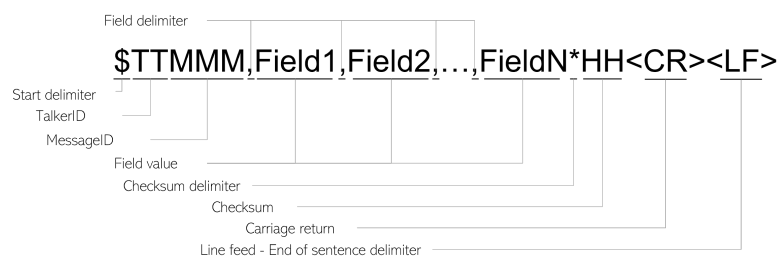 Field delimiter
$TTMMM,Field1,Field2,...,FieldN*HH<CR><LF>
Start delimiter
TalkerID
MessageID
Field value
Checksum delimiter
Checksum
Carriage return
Line feed - End of sentence delimiter